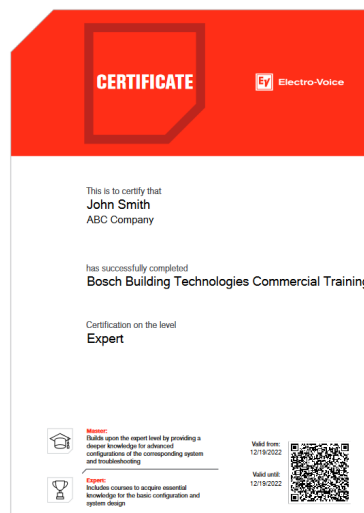 CERTIFICATE
EV Electro-Voice
This is to certify that
John Smith
ABC Company
has successfully completed
Bosch Building Technologies Commercial Training
Certification on the level
Expert
Master:
Builds upon the expert level by providing a
deeper knowledge for advanced
configurations of the corresponding system
and troubleshooting
Valid from:
12/19/2022
Expert:
Includes courses to acquire essential
knowledge for the basic configuration and
system design
Valid until:
12/19/2022